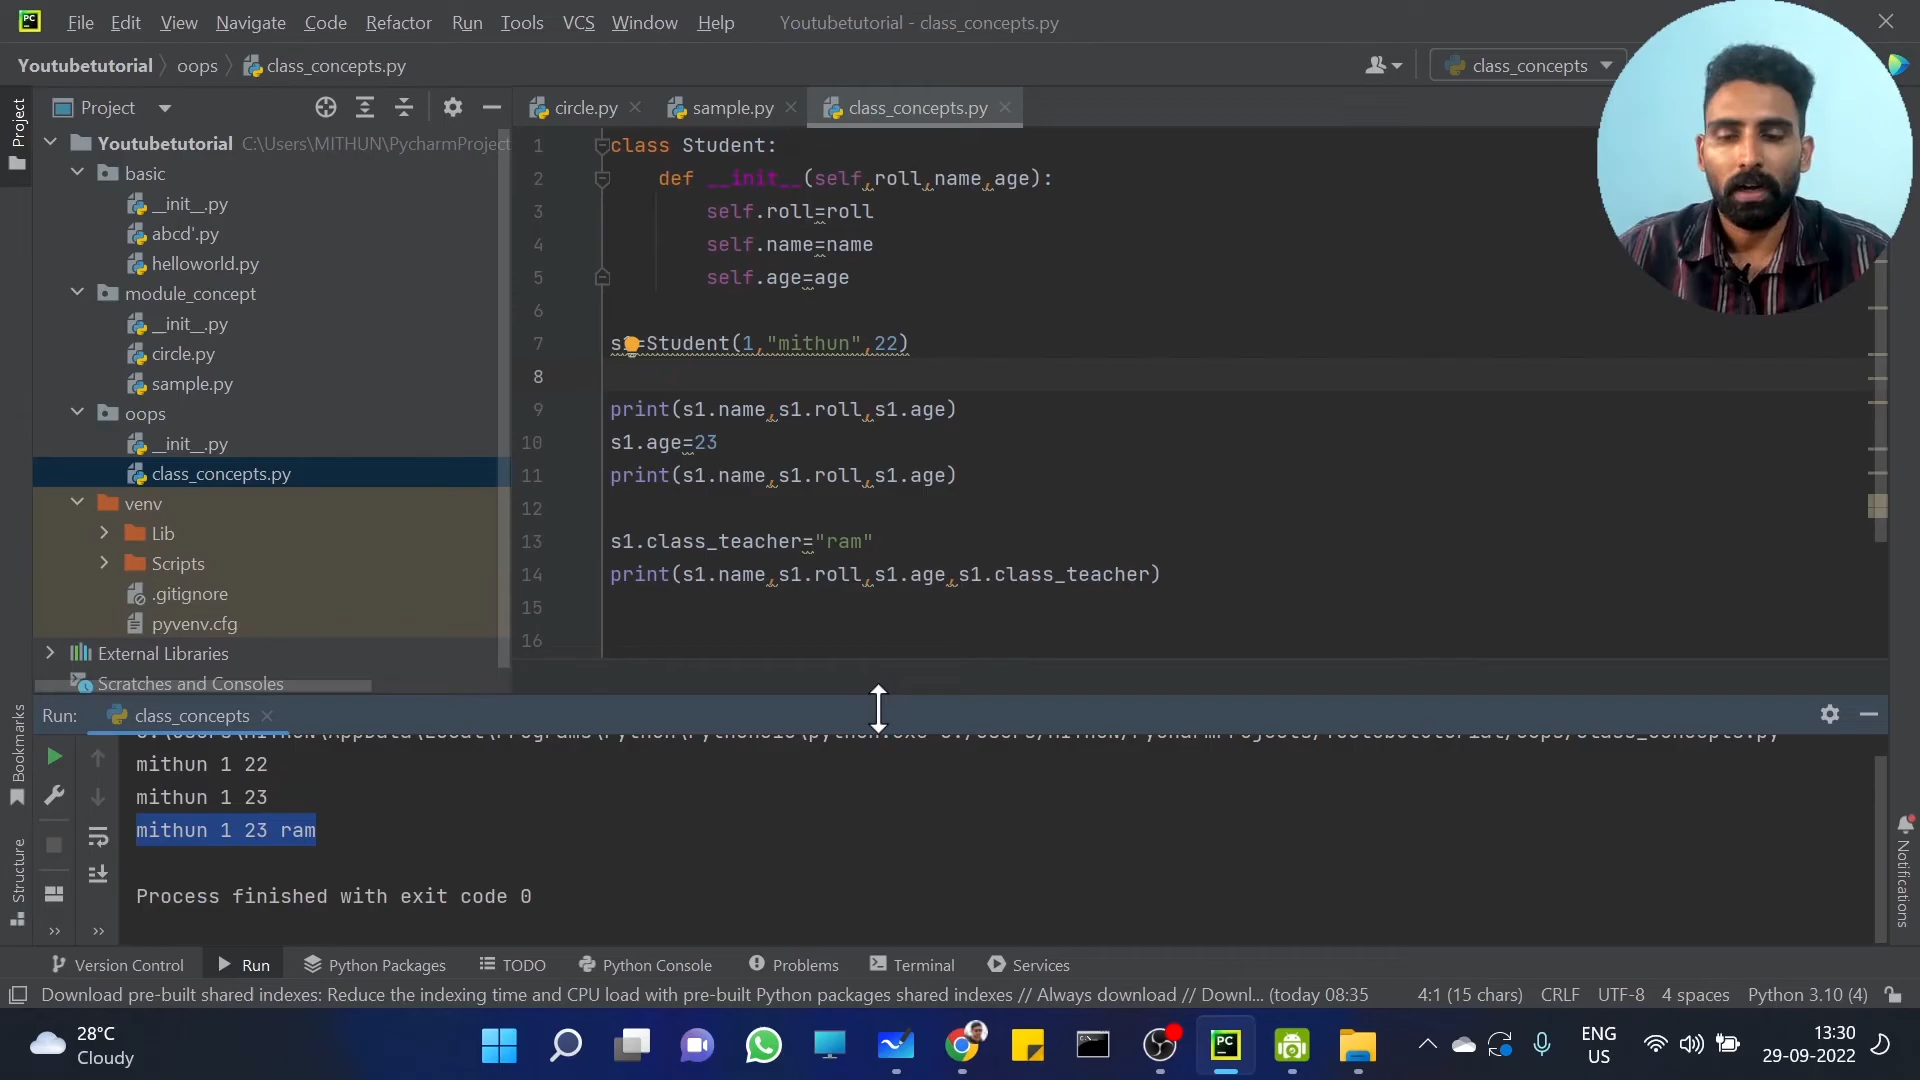 File Edit View Navigate Code Refactor Run Tools VCS Window Help Youtubetutorial - class_concepts.py
Youtubetutorial oops class_concepts.py class_concepts
Project
Project
circle.py sample.py class_concepts.py
Youtubetutorial C:\Users\MITHUN\PycharmProject
basic
__init__.py
abcd'.py
helloworld.py
module_concept
__init__.py
circle.py
sample.py
oops
__init__.py
class_concepts.py
venv
Lib
Scripts
.gitignore
pyvenv.cfg
External Libraries
Scratches and Consoles
1 class Student:
2 def __init__(self,roll,name,age):
3 self.roll=roll
4 self.name=name
5 self.age=age
6
7 s1=Student(1,"mithun",22)
8
9 print(s1.name,s1.roll,s1.age)
10 s1.age=23
11 print(s1.name,s1.roll,s1.age)
12
13 s1.class_teacher="ram"
14 print(s1.name,s1.roll,s1.age,s1.class_teacher)
15
16
Run: class_concepts
mithun 1 22
mithun 1 23
mithun 1 23 ram
Process finished with exit code 0
Bookmarks
Structure
Notifications
Version Control Run Python Packages TODO Python Console Problems Terminal Services
Download pre-built shared indexes: Reduce the indexing time and CPU load with pre-built Python packages shared indexes // Always download // Downl... (today 08:35 4:1 (15 chars) CRLF UTF-8 4 spaces Python 3.10 (4)
28°C
Cloudy
ENG
US
13:30
29-09-2022